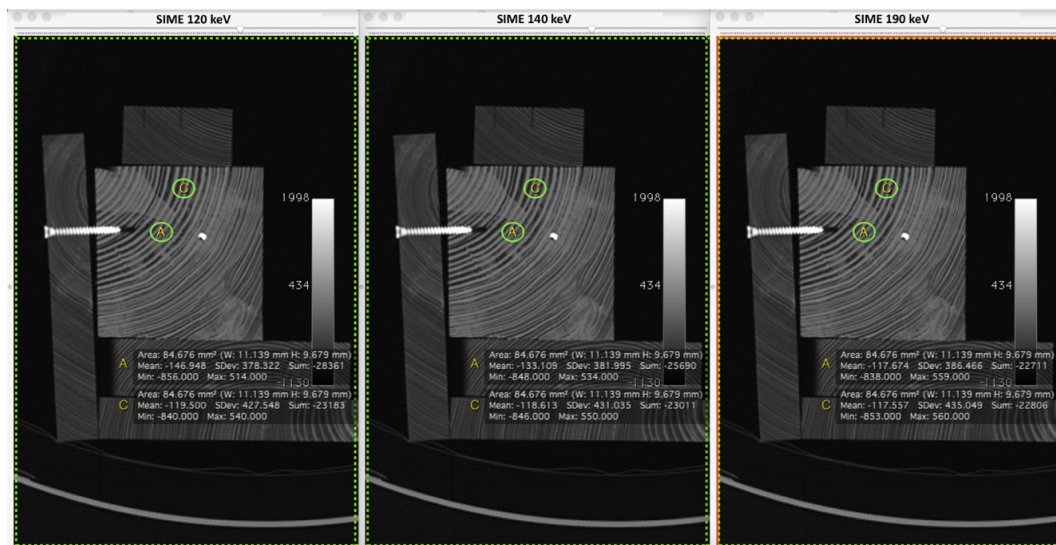 SIME 120 keV
C
A
1998
434
-1130
A
Area: 84.676 mm² (W: 11.139 mm H: 9.679 mm)
Mean: -146.948 SDev: 378.322 Sum: -28361
Min: -856.000 Max: 514.000
C
Area: 84.676 mm² (W: 11.139 mm H: 9.679 mm)
Mean: -119.500 SDev: 427.548 Sum: -23183
Min: -840.000 Max: 540.000
SIME 140 keV
C
A
1998
434
-1130
A
Area: 84.676 mm² (W: 11.139 mm H: 9.679 mm)
Mean: -133.109 SDev: 381.995 Sum: -25690
Min: -848.000 Max: 534.000
C
Area: 84.676 mm² (W: 11.139 mm H: 9.679 mm)
Mean: -118.613 SDev: 431.035 Sum: -23011
Min: -846.000 Max: 550.000
SIME 190 keV
C
A
1998
434
-1130
A
Area: 84.676 mm² (W: 11.139 mm H: 9.679 mm)
Mean: -117.674 SDev: 386.466 Sum: -22711
Min: -838.000 Max: 559.000
C
Area: 84.676 mm² (W: 11.139 mm H: 9.679 mm)
Mean: -117.557 SDev: 435.049 Sum: -22806
Min: -853.000 Max: 560.000